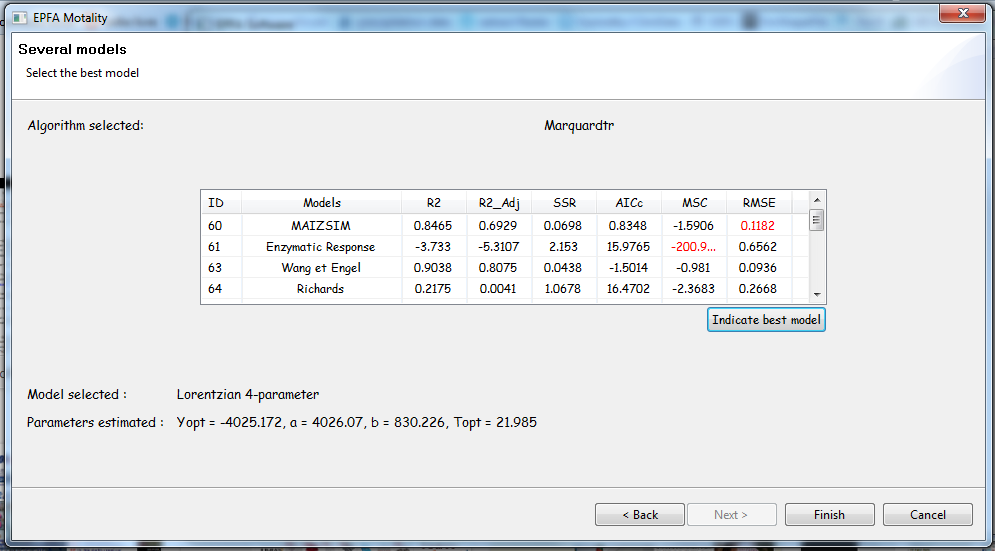 EPFA Motality
Several models
Select the best model
Algorithm selected: Marquardtr
ID Models R2 R2_Adj SSR AICc MSC RMSE
60 MAIZSIM 0.8465 0.6929 0.0698 0.8348 -1.5906 0.1182
61 Enzymatic Response -3.733 -5.3107 2.153 15.9765 -200.9... 0.6562
63 Wang et Engel 0.9038 0.8075 0.0438 -1.5014 -0.981 0.0936
64 Richards 0.2175 0.0041 1.0678 16.4702 -2.3683 0.2668
Indicate best model
Model selected : Lorentzian 4-parameter
Parameters estimated : Yopt = -4025.172, a = 4026.07, b = 830.226, Topt = 21.985
< Back Next > Finish Cancel